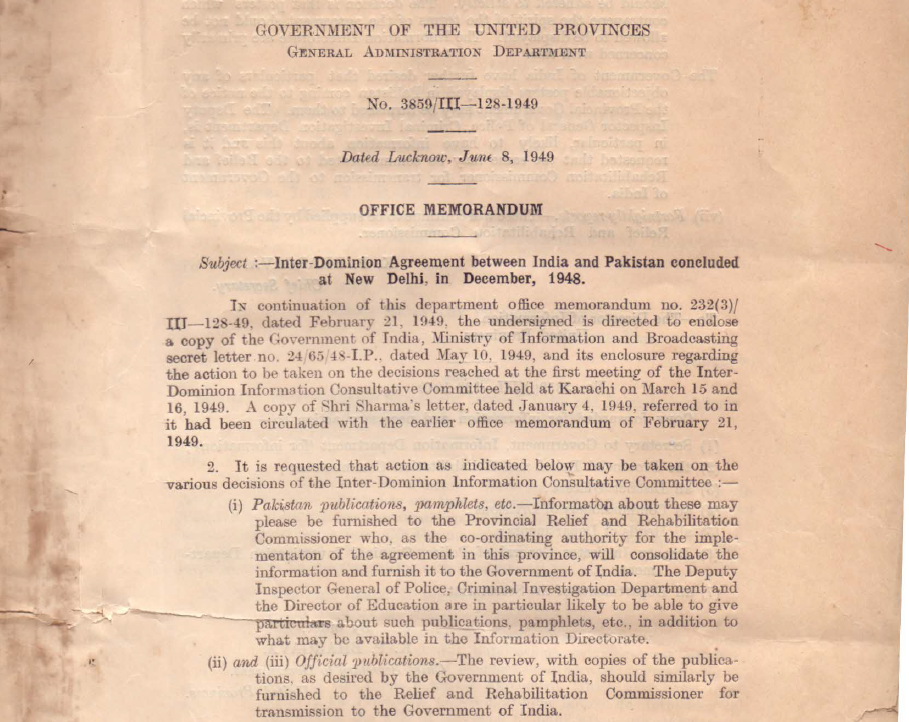 GOVERNMENT OF THE UNITED PROVINCES
GENERAL ADMINISTRATION DEPARTMENT
No. 3859/III—128-1949
Dated Lucknow, June 8, 1949
OFFICE MEMORANDUM
Subject :—Inter-Dominion Agreement between India and Pakistan concluded
at New Delhi, in December, 1948.
IN continuation of this department office memorandum no. 232(3)/
III—128-49, dated February 21, 1949, the undersigned is directed to enclose
a copy of the Government of India, Ministry of Information and Broadcasting
secret letter no. 24/65/48-I.P., dated May 10, 1949, and its enclosure regarding
the action to be taken on the decisions reached at the first meeting of the Inter-
Dominion Information Consultative Committee held at Karachi on March 15 and
16, 1949. A copy of Shri Sharma's letter, dated January 4, 1949, referred to in
it had been circulated with the earlier office memorandum of February 21,
1949.
2. It is requested that action as indicated below may be taken on the
various decisions of the Inter-Dominion Information Consultative Committee :—
(i) Pakistan publications, pamphlets, etc.—Informaton about these may
please be furnished to the Provincial Relief and Rehabilitation
Commissioner who, as the co-ordinating authority for the imple-
mentaton of the agreement in this province, will consolidate the
information and furnish it to the Government of India. The Deputy
Inspector General of Police, Criminal Investigation Department and
the Director of Education are in particular likely to be able to give
particulars about such publications, pamphlets, etc., in addition to
what may be available in the Information Directorate.
(ii) and (iii) Official publications.—The review, with copies of the publica-
tions, as desired by the Government of India, should similarly be
furnished to the Relief and Rehabilitation Commissioner for
transmission to the Government of India.